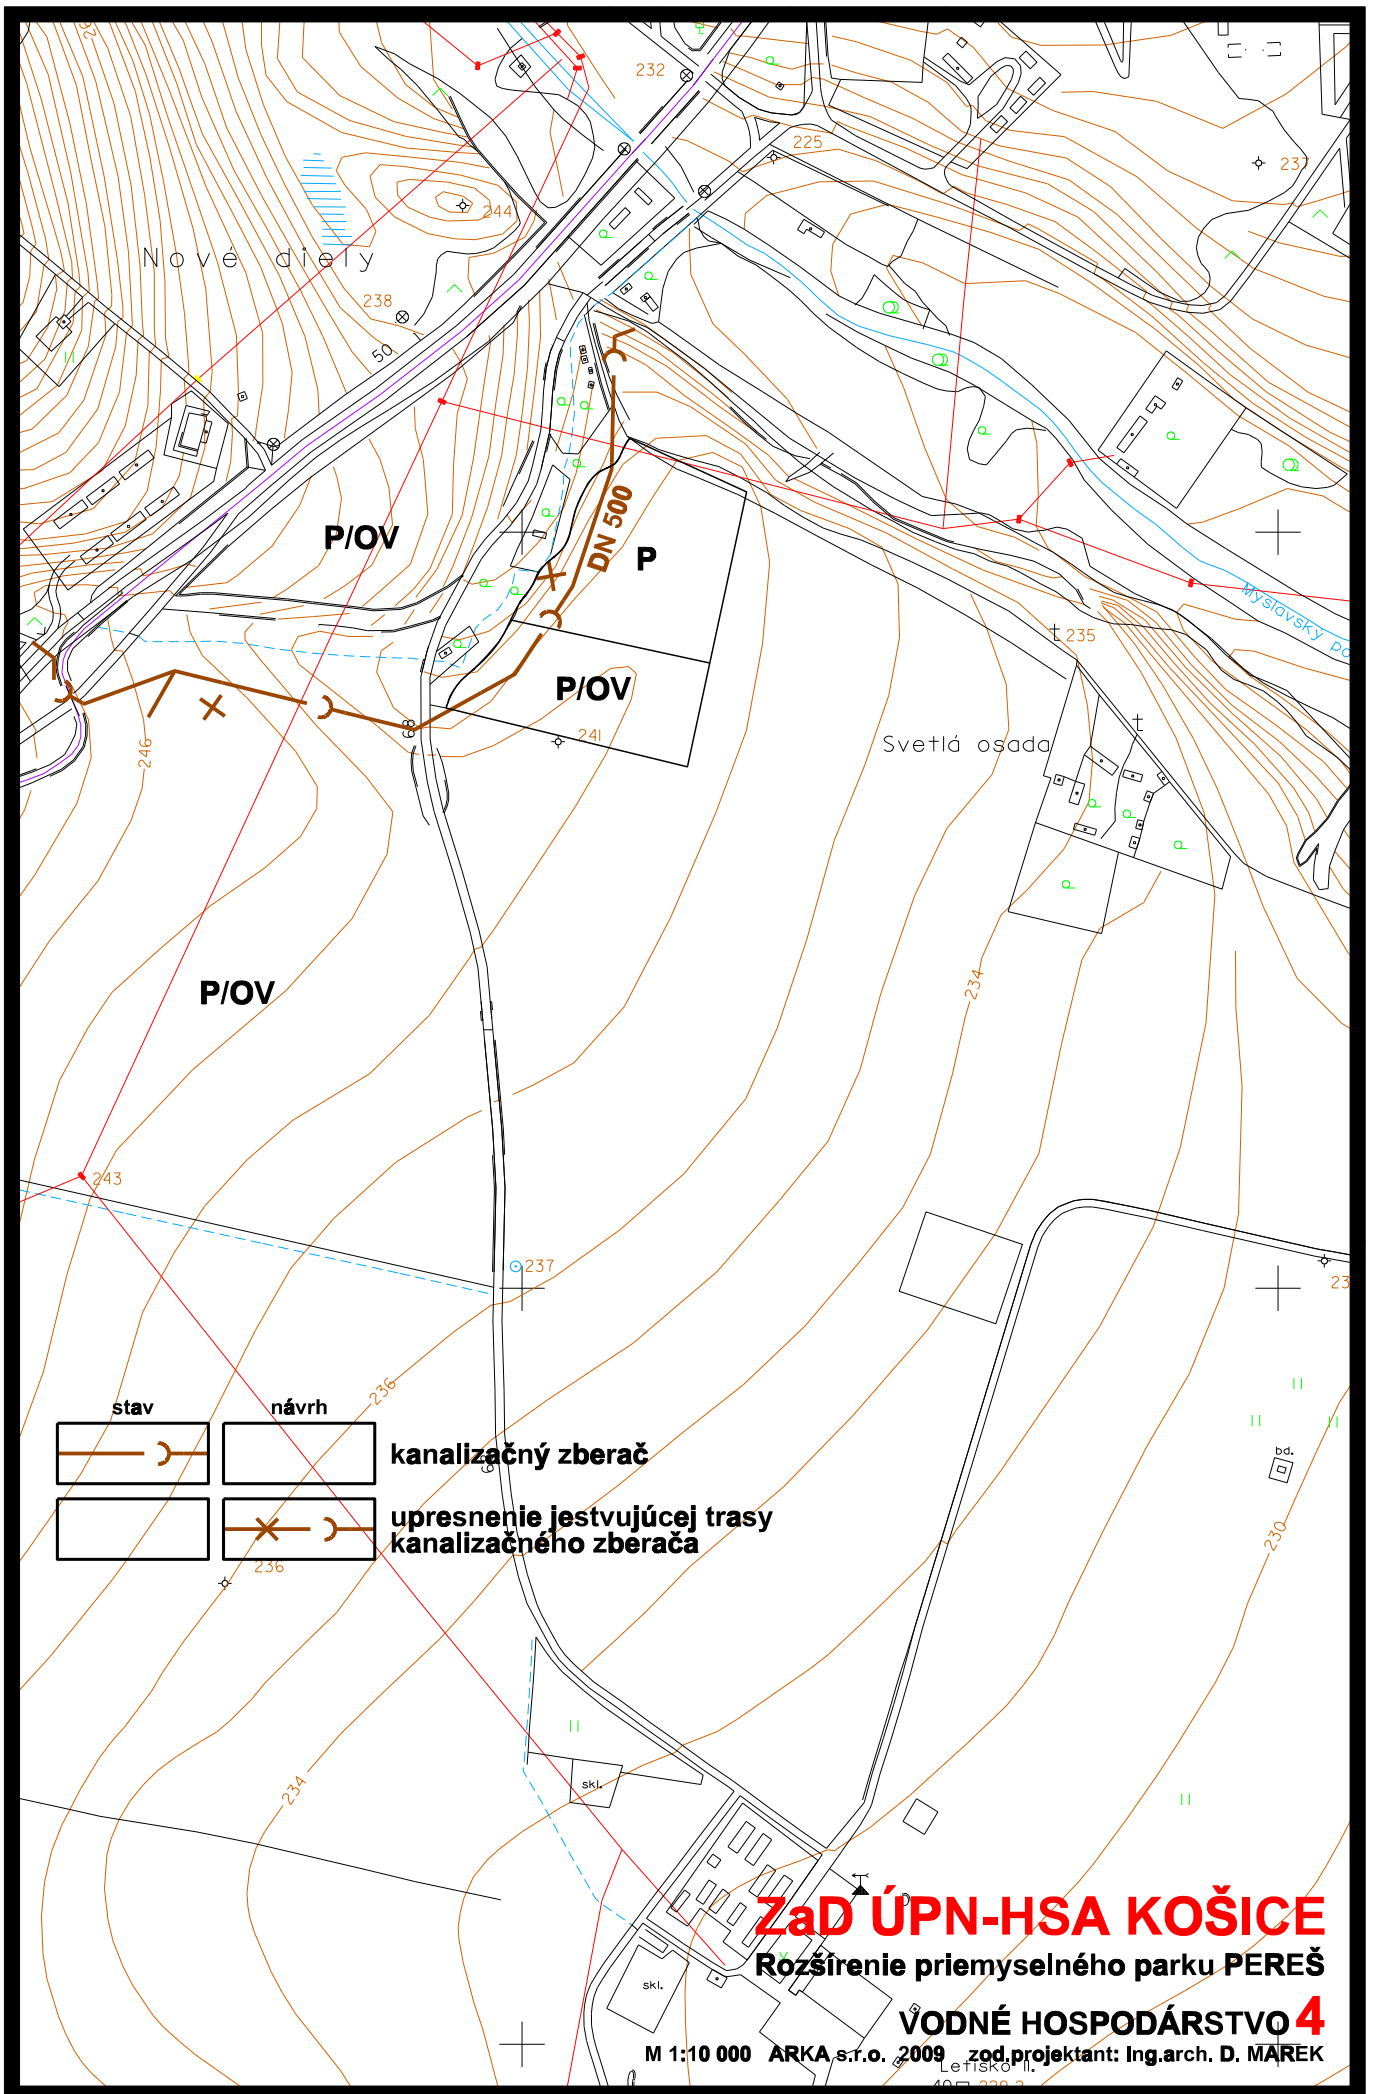 232
225
237
244
Nové diely
238
50
P/OV
DN 500
P
Myslavský
235
P/OV
68
241
246
Svetlá osada
P/OV
234
243
237
236
stav
návrh
kanalizačný zberač
upresnenie jestvujúcej trasy
kanalizačného zberača
236
bd.
230
234
skl.
skl.
ZaD ÚPN-HSA KOŠICE
Rozšírenie priemyselného parku PEREŠ
VODNÉ HOSPODÁRSTVO 4
M 1:10 000 ARKA s.r.o. 2009 zod.projektant: Ing.arch. D. MAREK
Letisko II.